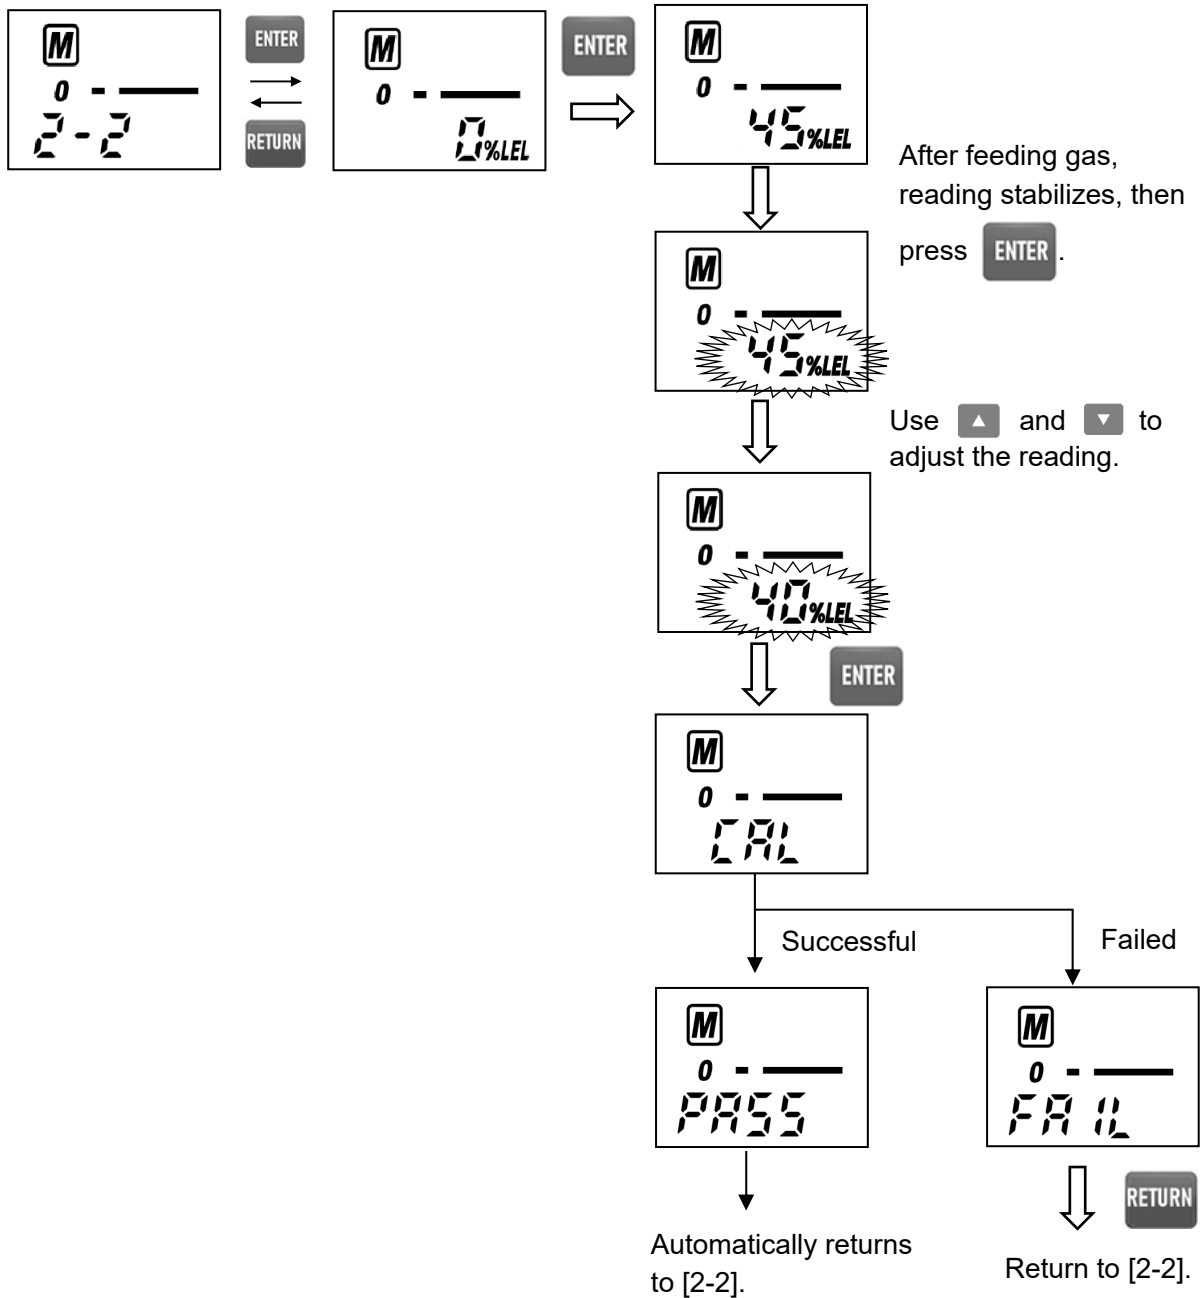 M
0
2-2
ENTER
RETURN
M
0
0%LEL
ENTER
M
0
45%LEL
After feeding gas,
reading stabilizes, then
press ENTER.
M
0
45%LEL
Use ▲ and ▼ to
adjust the reading.
M
0
40%LEL
ENTER
M
0
CAL
Successful
Failed
M
0
PASS
M
0
FAIL
RETURN
Automatically returns
to [2-2].
Return to [2-2].